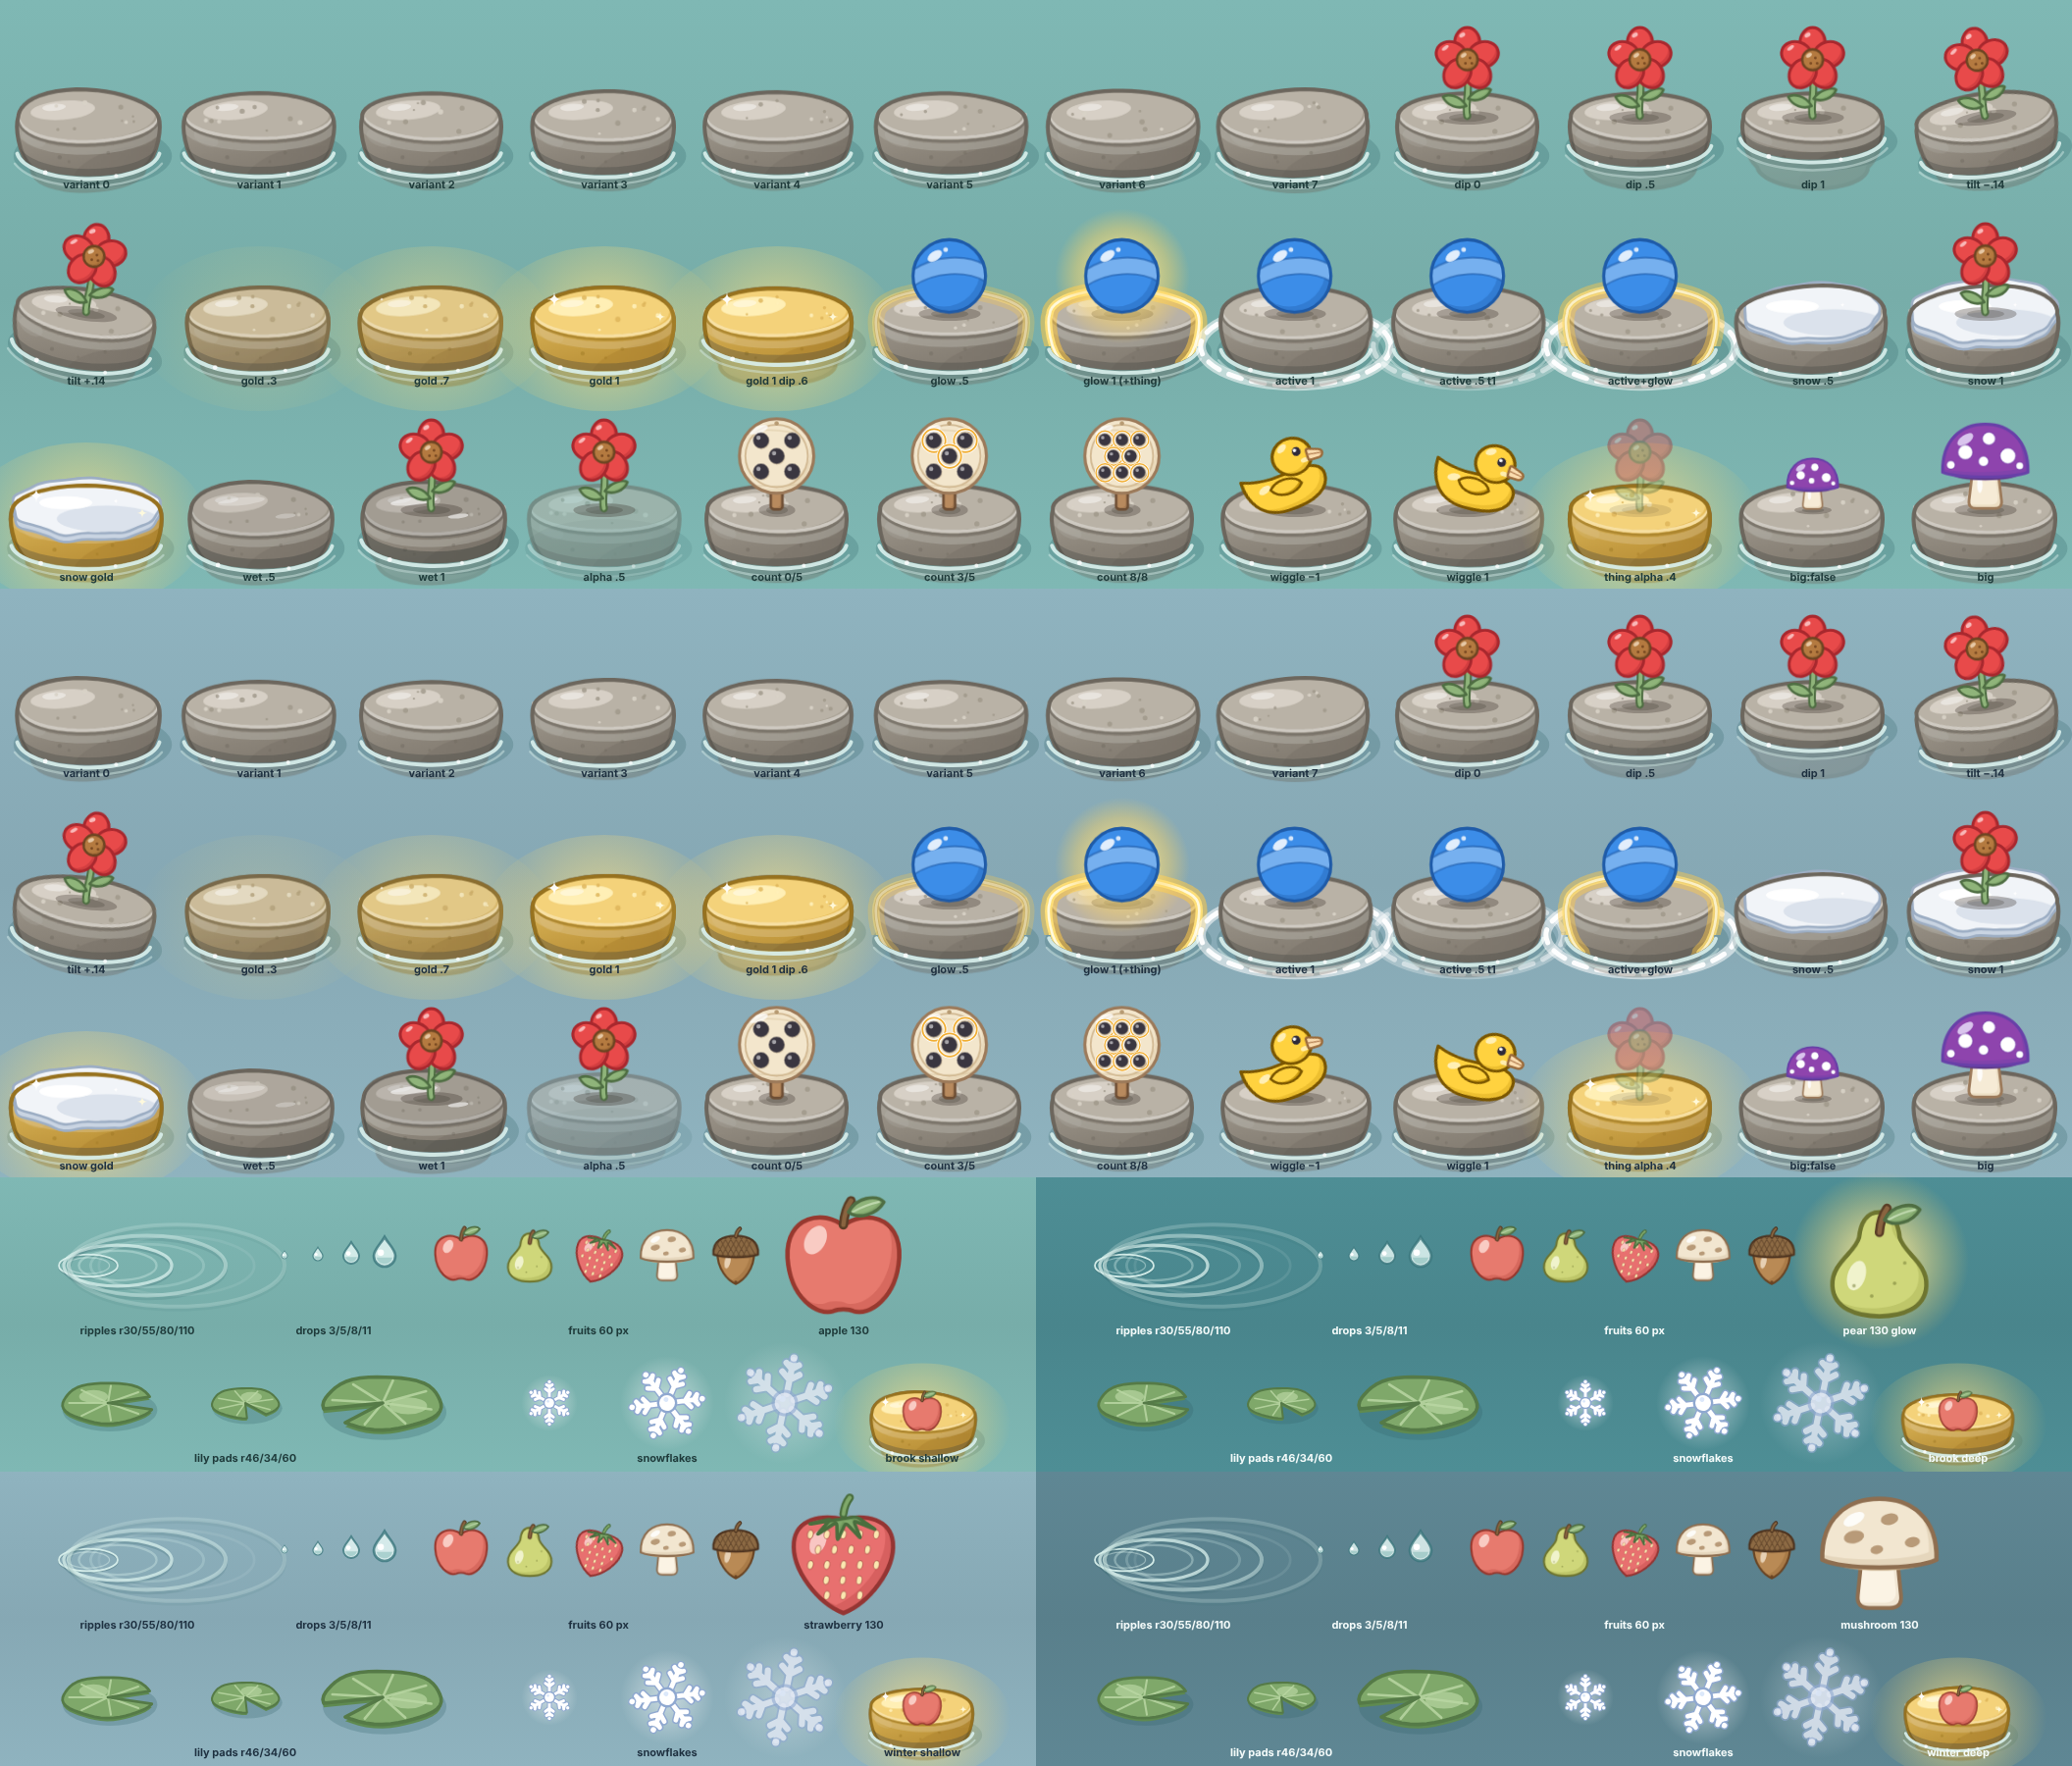 variant 0 variant 1 variant 2 variant 3 variant 4 variant 5 variant 6 variant 7 dip 0 dip .5 dip 1 tilt −.14
tilt +.14 gold .3 gold .7 gold 1 gold 1 dip .6 glow .5 glow 1 (+thing) active 1 active .5 t1 active+glow snow .5 snow 1
snow gold wet .5 wet 1 alpha .5 count 0/5 count 3/5 count 8/8 wiggle −1 wiggle 1 thing alpha .4 big:false big
variant 0 variant 1 variant 2 variant 3 variant 4 variant 5 variant 6 variant 7 dip 0 dip .5 dip 1 tilt −.14
tilt +.14 gold .3 gold .7 gold 1 gold 1 dip .6 glow .5 glow 1 (+thing) active 1 active .5 t1 active+glow snow .5 snow 1
snow gold wet .5 wet 1 alpha .5 count 0/5 count 3/5 count 8/8 wiggle −1 wiggle 1 thing alpha .4 big:false big
ripples r30/55/80/110 drops 3/5/8/11 fruits 60 px apple 130
lily pads r46/34/60 snowflakes brook shallow
ripples r30/55/80/110 drops 3/5/8/11 fruits 60 px pear 130 glow
lily pads r46/34/60 snowflakes brook deep
ripples r30/55/80/110 drops 3/5/8/11 fruits 60 px strawberry 130
lily pads r46/34/60 snowflakes winter shallow
ripples r30/55/80/110 drops 3/5/8/11 fruits 60 px mushroom 130
lily pads r46/34/60 snowflakes winter deep